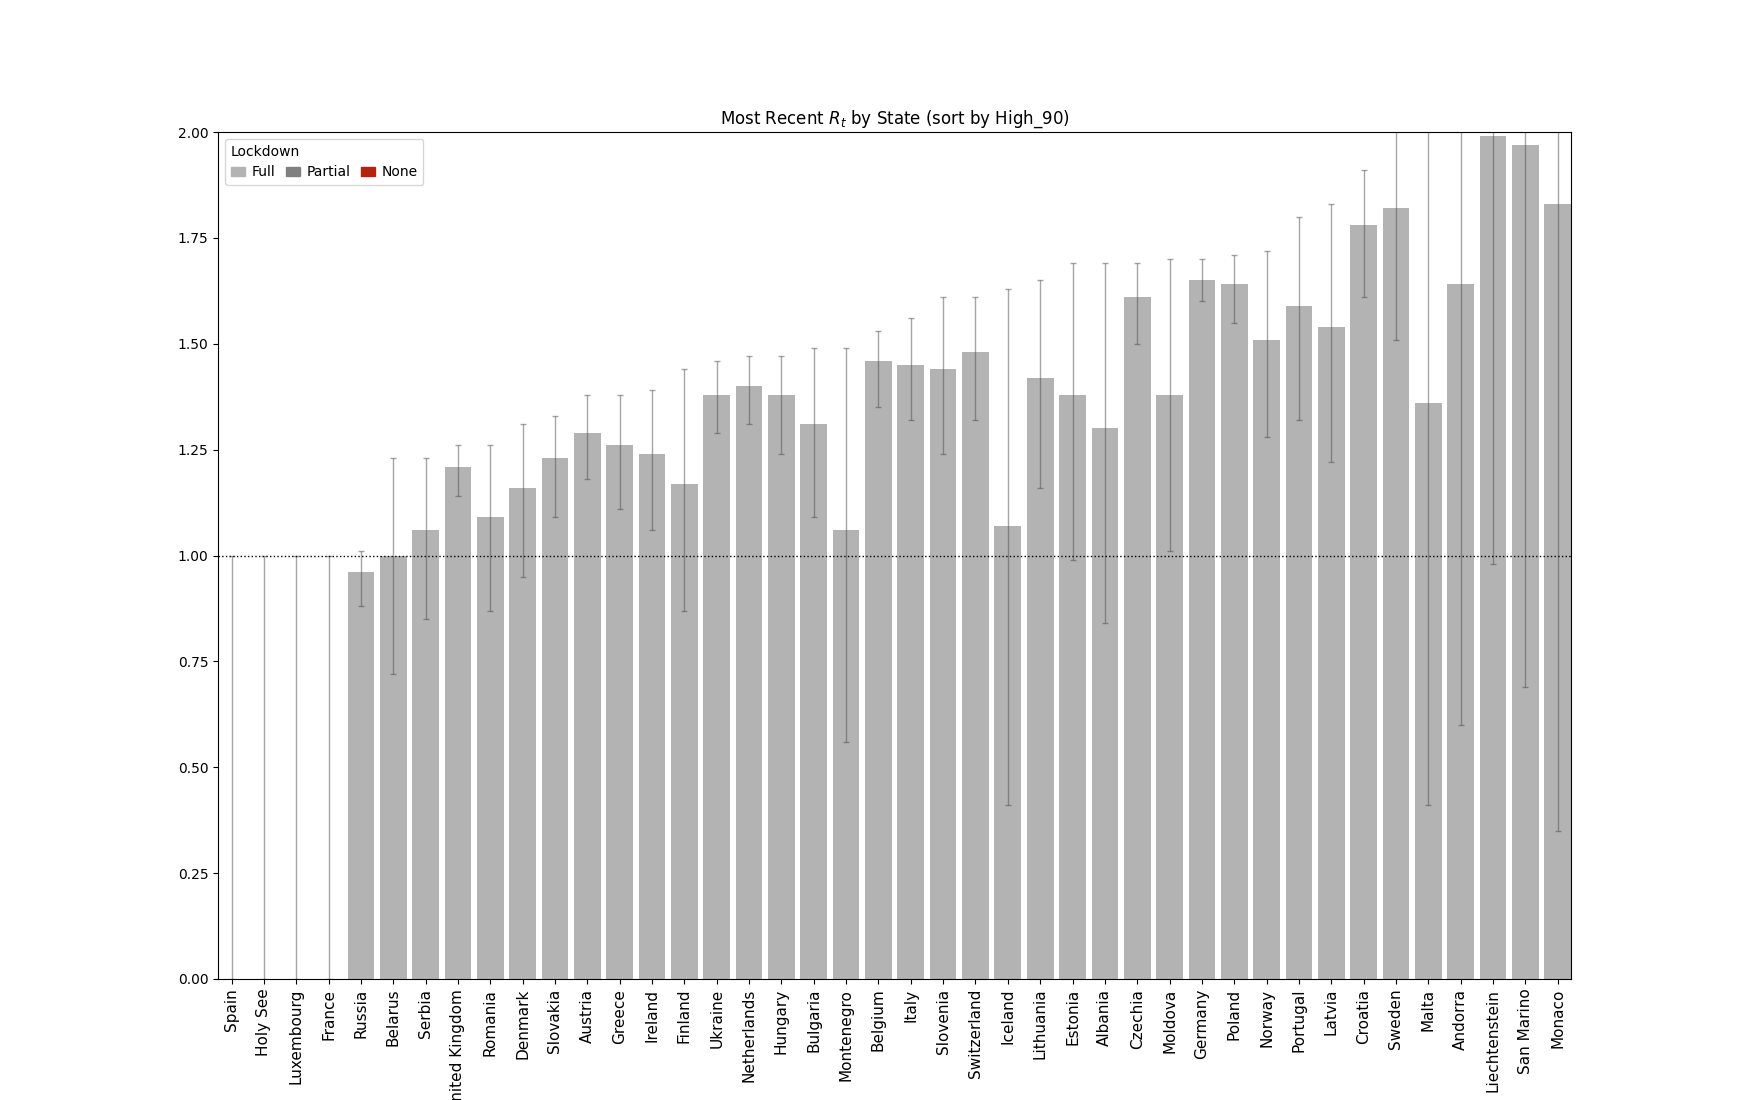 Most Recent R_t by State (sort by High_90)
Lockdown
Full Partial None
2.00
1.75
1.50
1.25
1.00
0.75
0.50
0.25
0.00
Spain
Holy See
Luxembourg
France
Russia
Belarus
Serbia
nited Kingdom
Romania
Denmark
Slovakia
Austria
Greece
Ireland
Finland
Ukraine
Netherlands
Hungary
Bulgaria
Montenegro
Belgium
Italy
Slovenia
Switzerland
Iceland
Lithuania
Estonia
Albania
Czechia
Moldova
Germany
Poland
Norway
Portugal
Latvia
Croatia
Sweden
Malta
Andorra
Liechtenstein
San Marino
Monaco